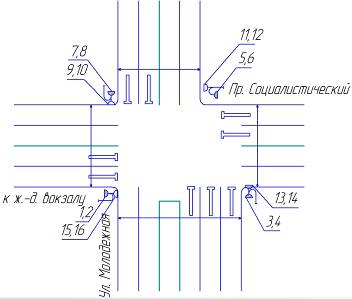 11,12
7,8
5,6
9,10
Пр. Социалистический
к ж.-д. вокзалу
13,14
1,2
3,4
15,16
Ул. Молодежная